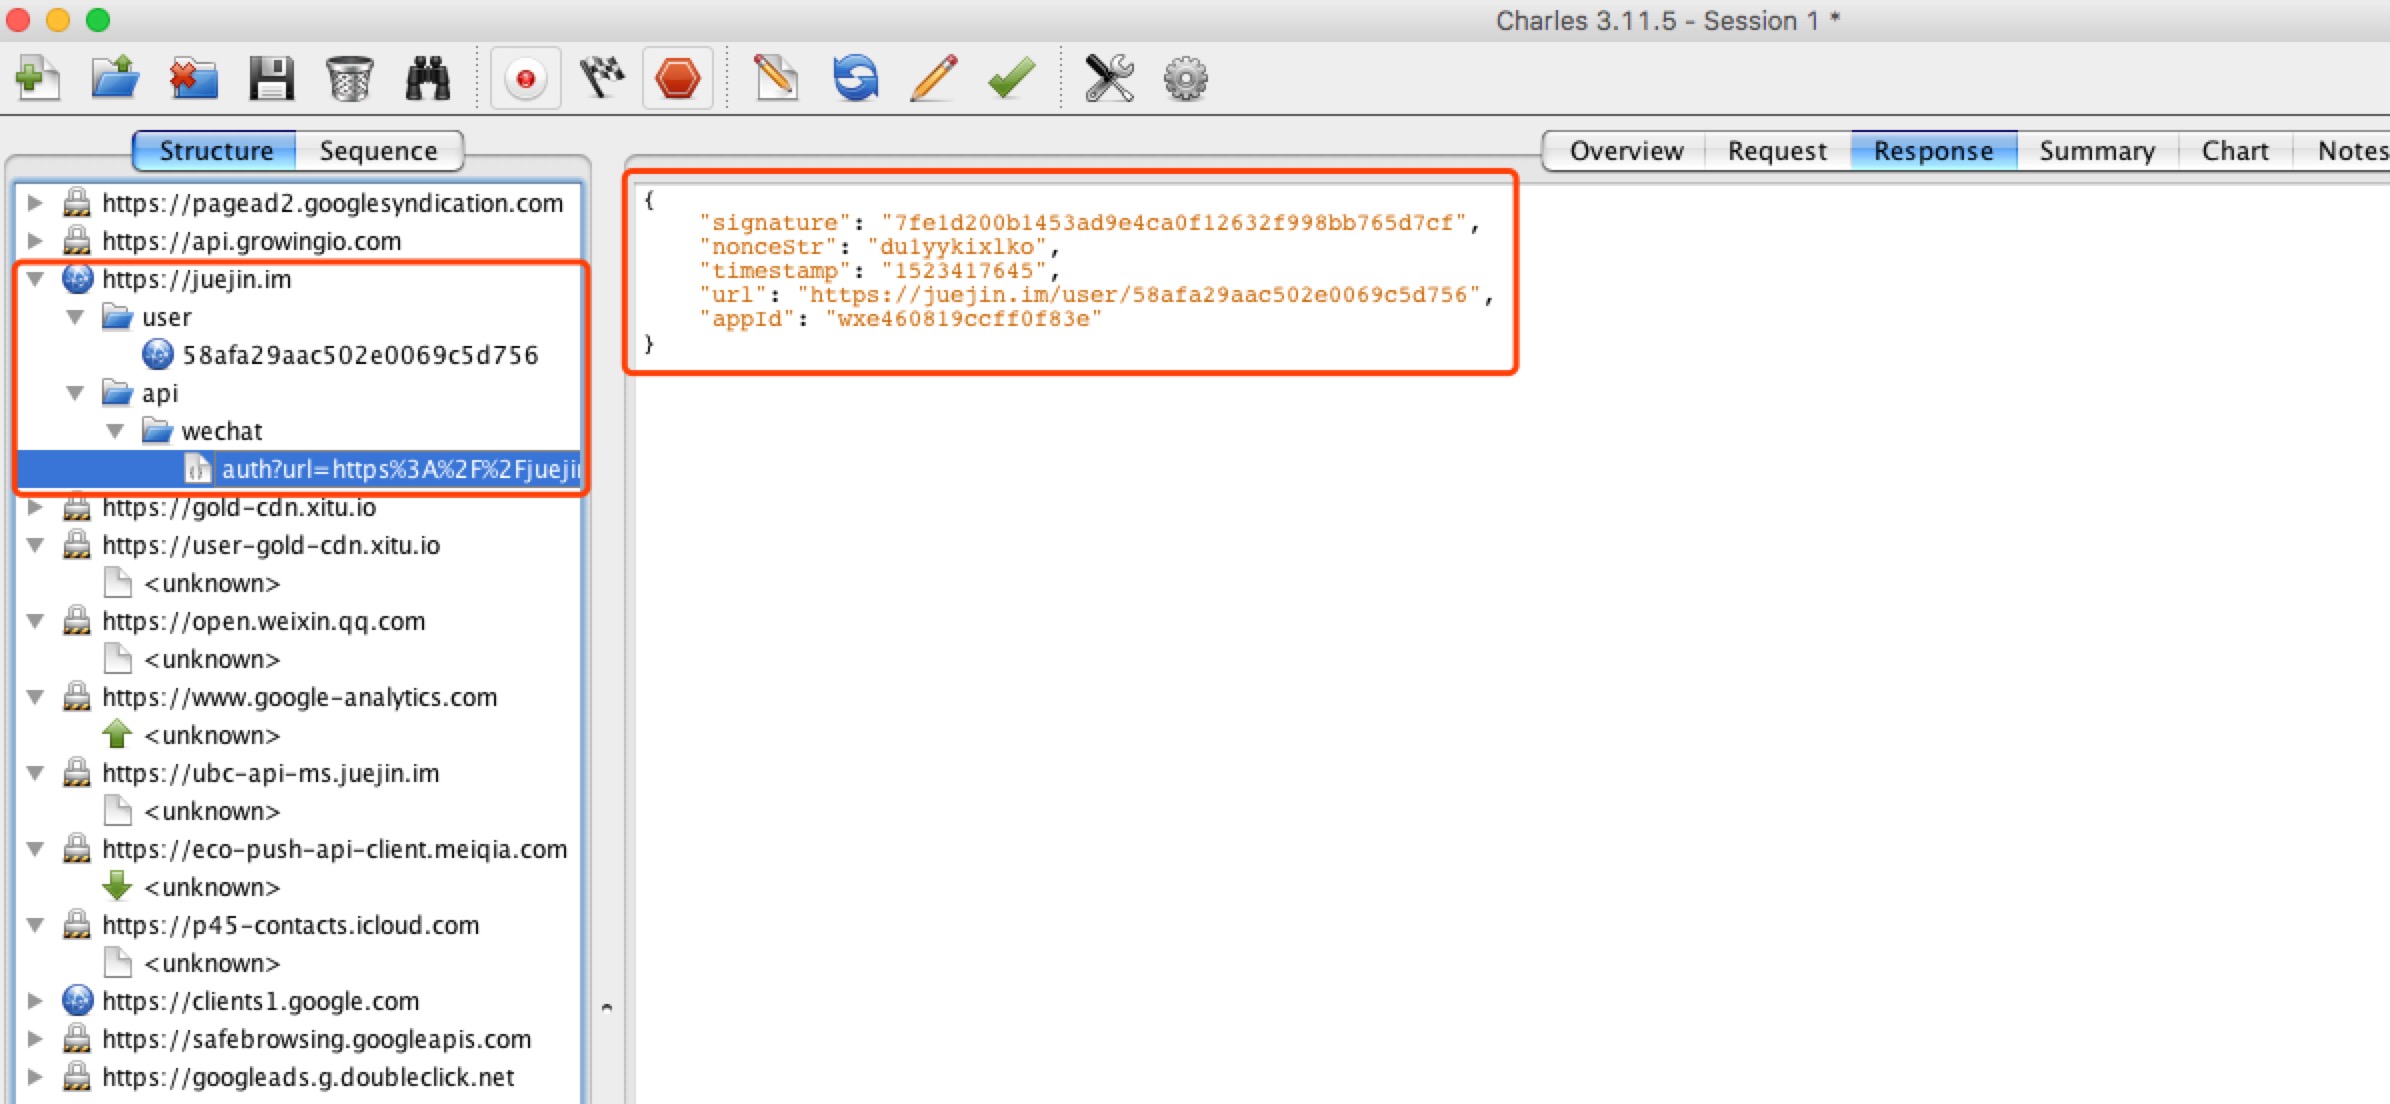 Charles 3.11.5 - Session 1 *
Structure Sequence
Overview Request Response Summary Chart Notes
https://pagead2.googlesyndication.com
https://api.growingio.com
https://juejin.im
user
58afa29aac502e0069c5d756
api
wechat
auth?url=https%3A%2F%2Fjueji
https://gold-cdn.xitu.io
https://user-gold-cdn.xitu.io
<unknown>
https://open.weixin.qq.com
<unknown>
https://www.google-analytics.com
<unknown>
https://ubc-api-ms.juejin.im
<unknown>
https://eco-push-api-client.meiqia.com
<unknown>
https://p45-contacts.icloud.com
<unknown>
https://clients1.google.com
https://safebrowsing.googleapis.com
https://googleads.g.doubleclick.net
{
"signature": "7fe1d200b1453ad9e4ca0f12632f998bb765d7cf",
"nonceStr": "du1yykixlko",
"timestamp": "1523417645",
"url": "https://juejin.im/user/58afa29aac502e0069c5d756",
"appId": "wxe460819ccff0f83e"
}